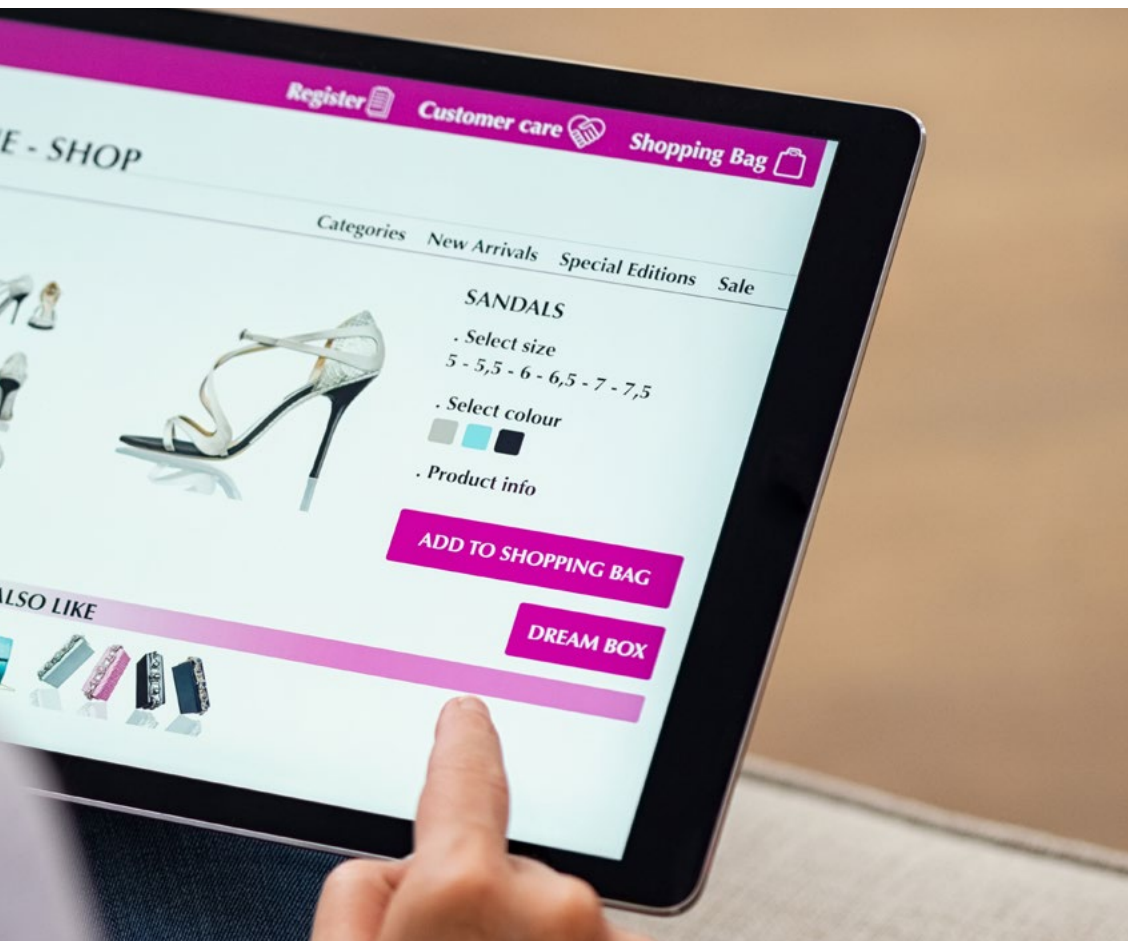 Register
Customer care
Shopping Bag
E - SHOP
Categories New Arrivals Special Editions Sale
SANDALS
. Select size
5 - 5,5 - 6 - 6,5 - 7 - 7,5
. Select colour
. Product info
ADD TO SHOPPING BAG
DREAM BOX
ALSO LIKE